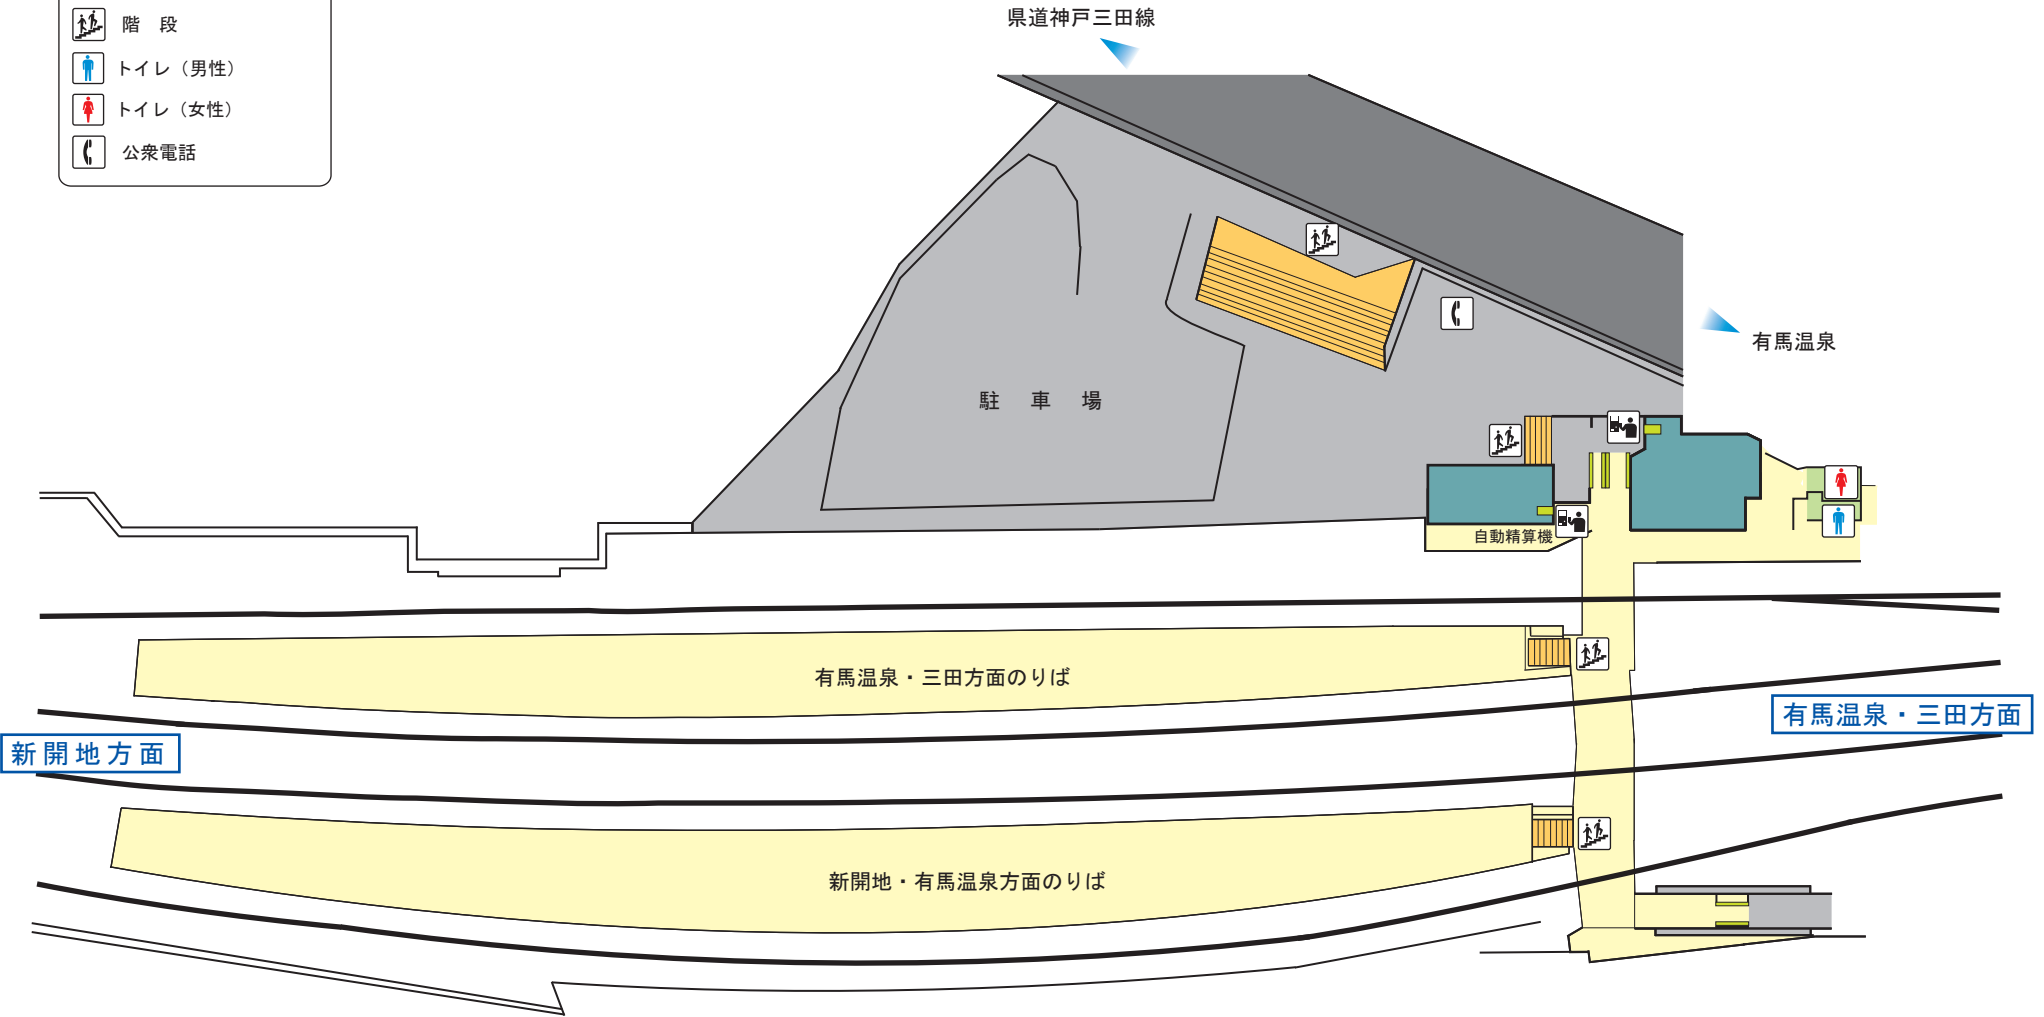 階 段
トイレ（男性）
トイレ（女性）
公衆電話
県道神戸三田線
有馬温泉
駐 車 場
自動精算機
有馬温泉・三田方面のりば
有馬温泉・三田方面
新開地方面
新開地・有馬温泉方面のりば